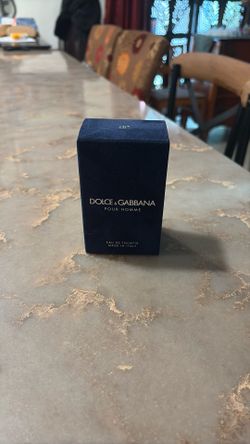 DOLCE & GABBANA
POUR HOMME
EAU DE TOILETTE
MADE IN ITALY